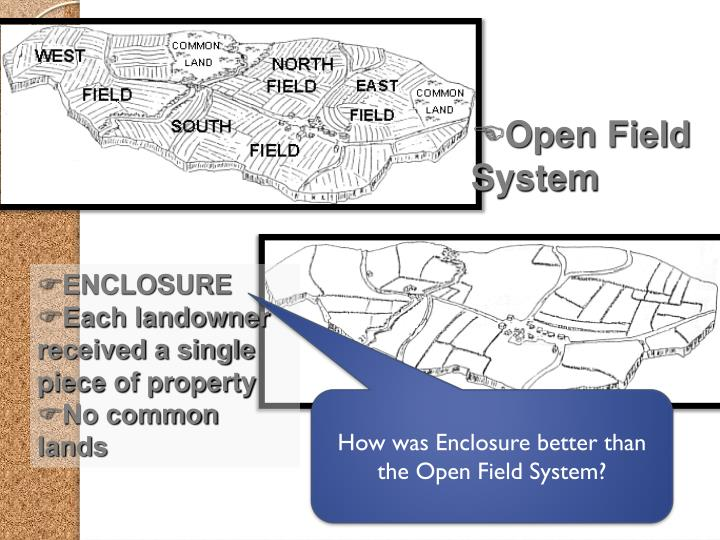 WEST
FIELD
COMMON
LAND
NORTH
FIELD
EAST
FIELD
COMMON
LAND
SOUTH
FIELD
Open Field
System
ENCLOSURE
Each landowner
received a single
piece of property
No common
lands
How was Enclosure better than
the Open Field System?